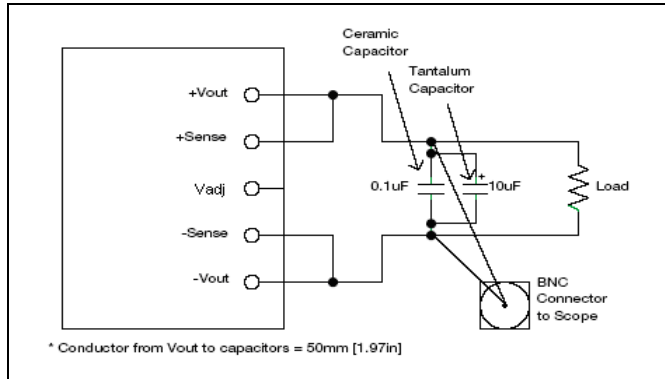 Ceramic
Capacitor
Tantalum
Capacitor
+Vout
+Sense
Vadj
-Sense
-Vout
0.1uF
+
10uF
Load
BNC
Connector
to Scope
* Conductor from Vout to capacitors = 50mm [1.97in]